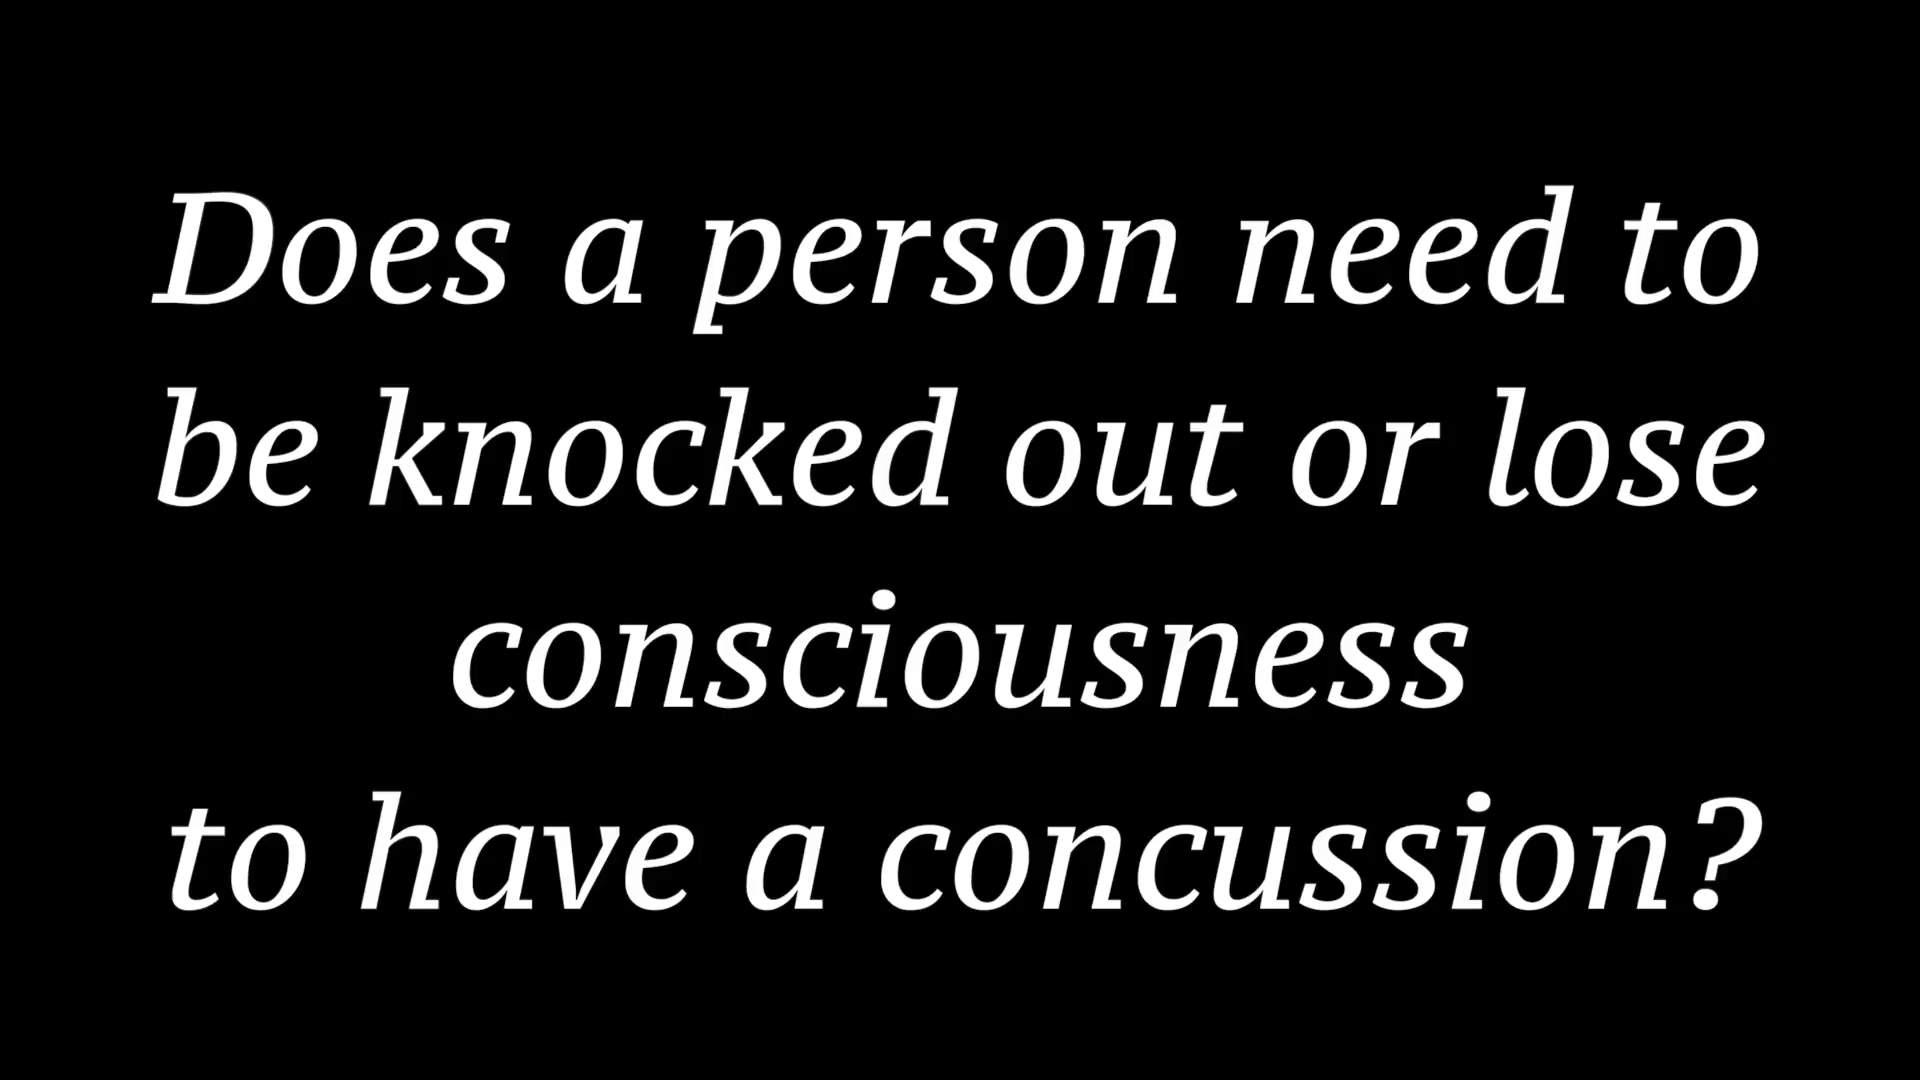 Does a person need to
be knocked out or lose
consciousness
to have a concussion?